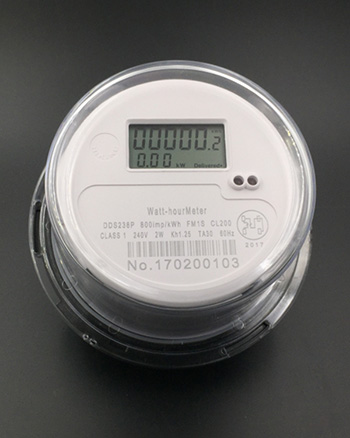 00000.2
0.00 kW Delivered
Watt-hourMeter
DDS238P 800imp/kWh FM1S CL200
CLASS 1 240V 2W Kh1.25 TA30 60Hz
No.170200103
2017